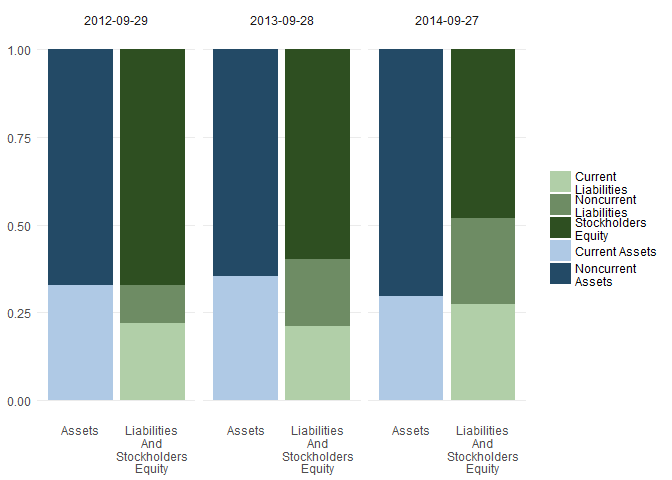 2012-09-29
2013-09-28
2014-09-27
1.00
0.75
0.50
0.25
0.00
Assets
Liabilities
And
Stockholders
Equity
Assets
Liabilities
And
Stockholders
Equity
Assets
Liabilities
And
Stockholders
Equity
Current
Liabilities
Noncurrent
Liabilities
Stockholders
Equity
Current Assets
Noncurrent
Assets